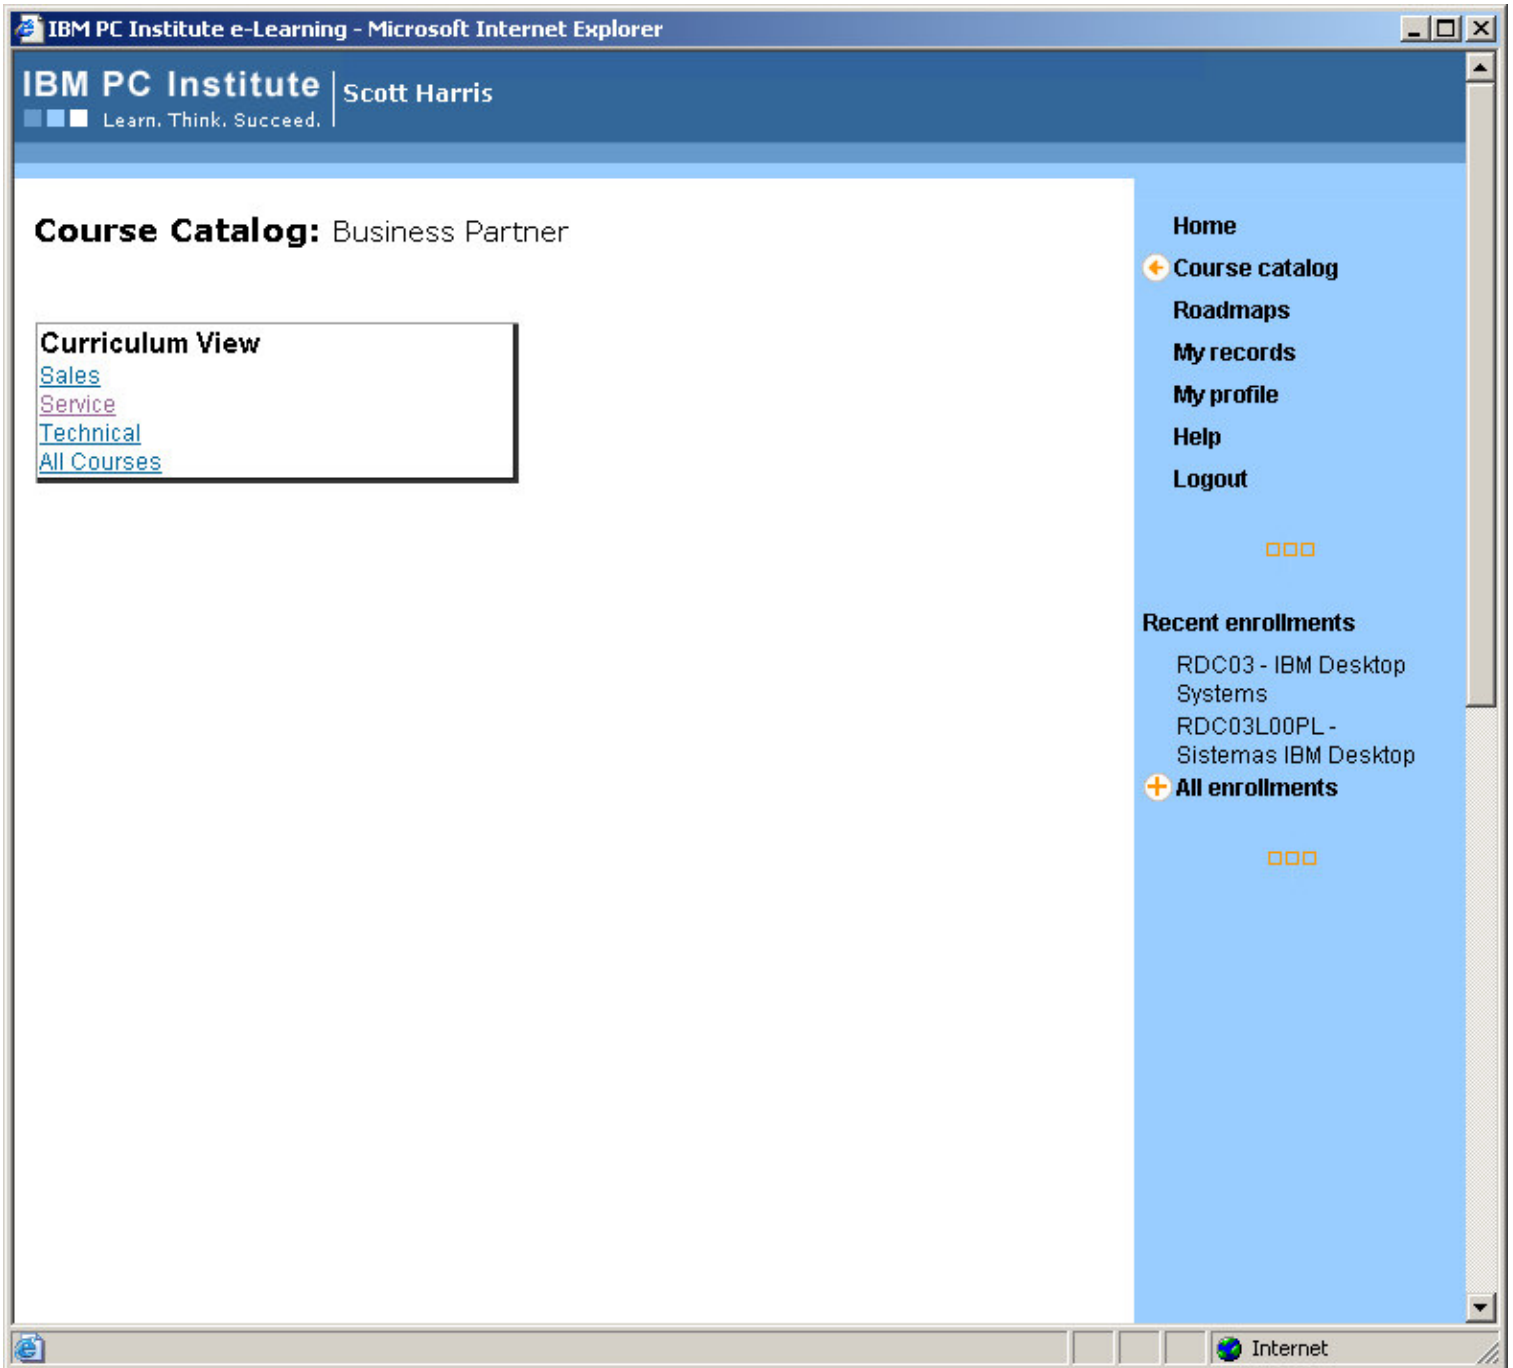 IBM PC Institute e-Learning - Microsoft Internet Explorer
IBM PC Institute
Scott Harris
Learn. Think. Succeed.
Course Catalog: Business Partner
Curriculum View
Sales
Service
Technical
All Courses
Home
Course catalog
Roadmaps
My records
My profile
Help
Logout
Recent enrollments
RDC03 - IBM Desktop
Systems
RDC03L00PL -
Sistemas IBM Desktop
All enrollments
Internet